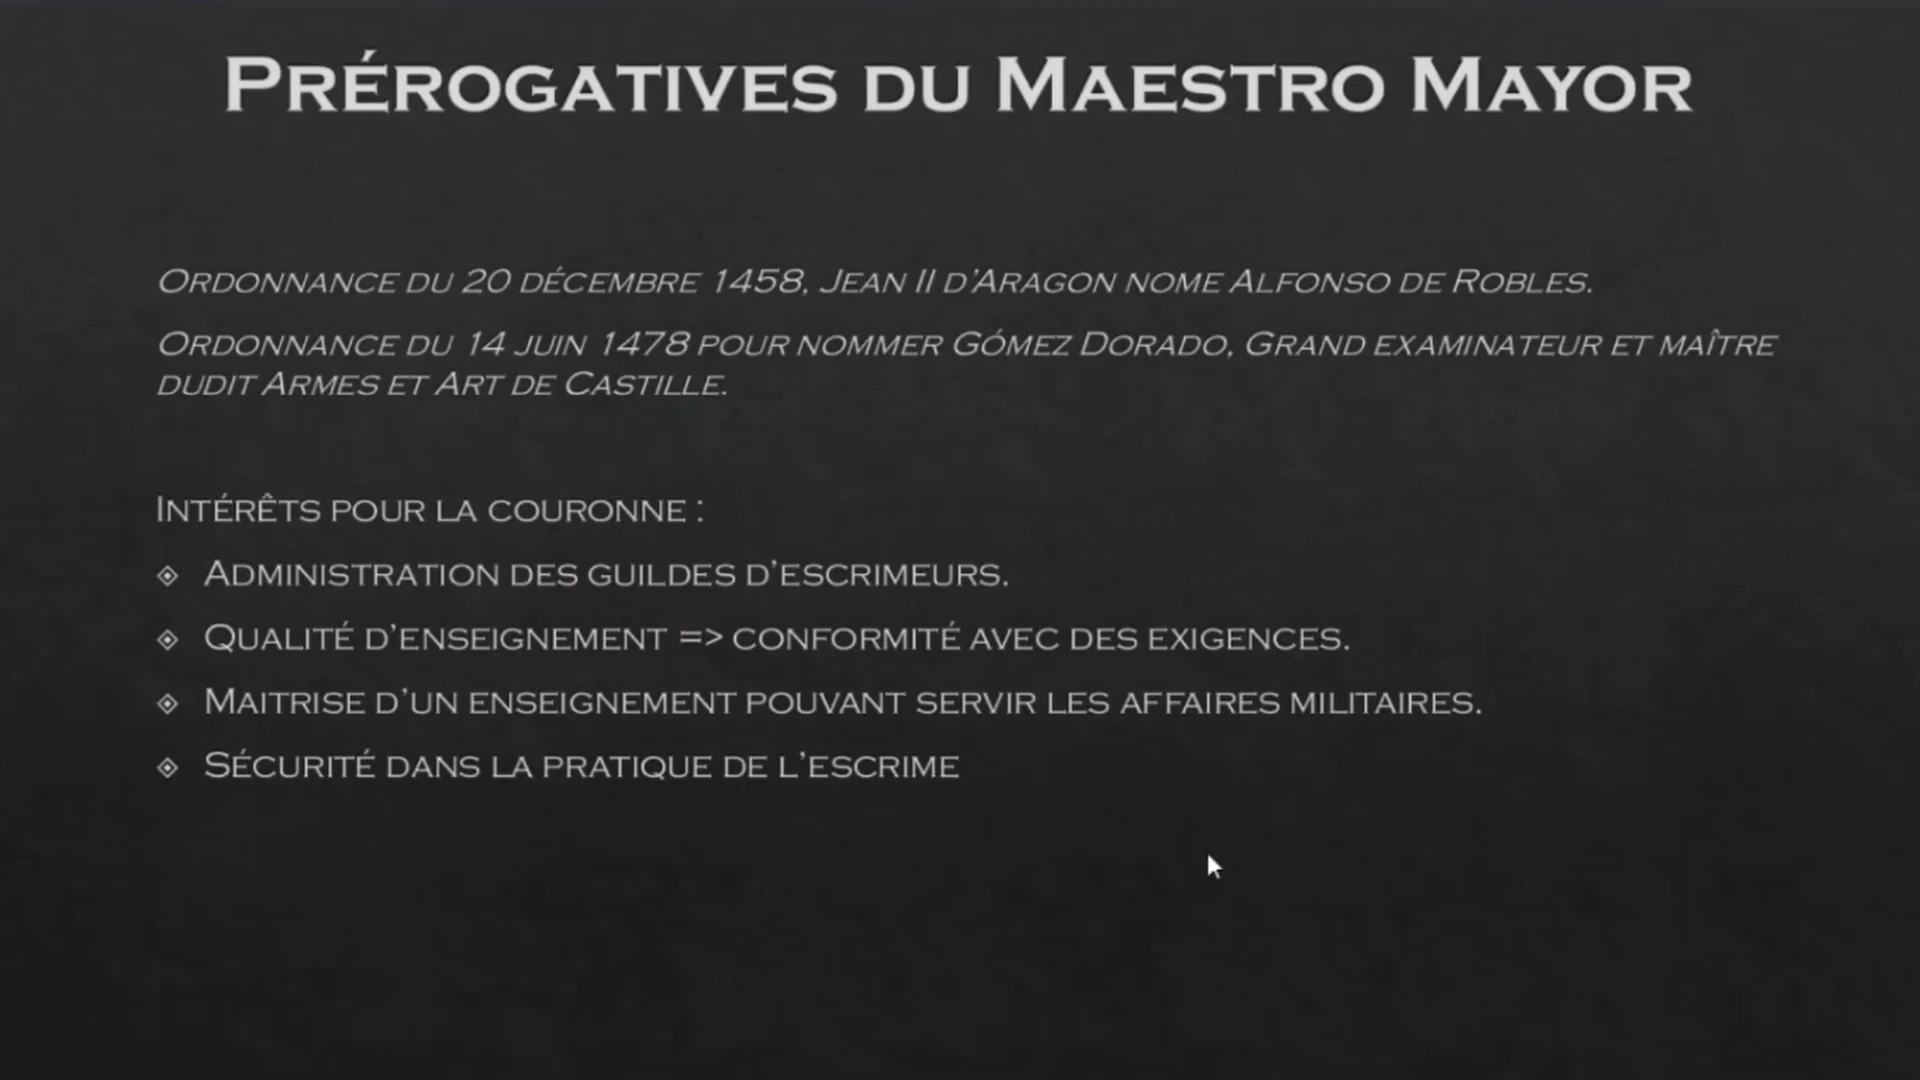 Prérogatives du Maestro Mayor
Ordonnance du 20 décembre 1458, Jean II d'Aragon nome Alfonso de Robles.
Ordonnance du 14 juin 1478 pour nommer Gómez Dorado, Grand examinateur et maître
dudit Armes et Art de Castille.
Intérêts pour la couronne :
Administration des guildes d'escrimeurs.
Qualité d'enseignement => conformité avec des exigences.
Maitrise d'un enseignement pouvant servir les affaires militaires.
Sécurité dans la pratique de l'escrime